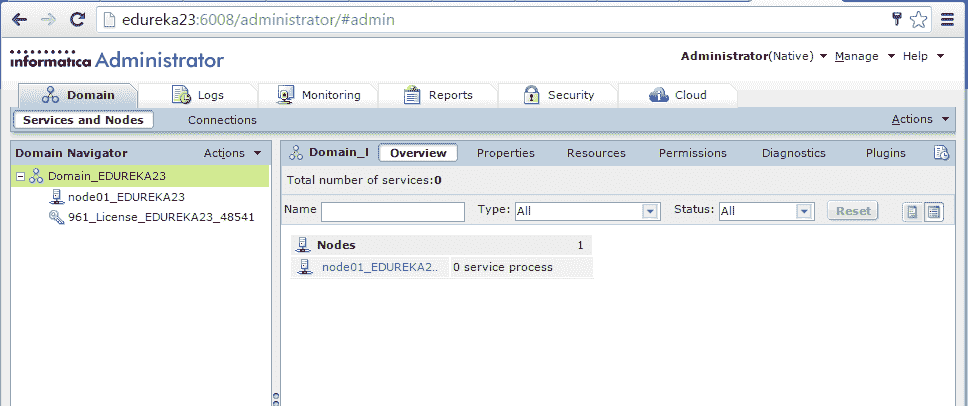 edureka23:6008/administrator/#admin
informatica Administrator
Administrator(Native) Manage Help
Domain Logs Monitoring Reports Security Cloud
Services and Nodes Connections Actions
Domain Navigator Actions
Domain_I Overview Properties Resources Permissions Diagnostics Plugins
Domain_EDUREKA23
Total number of services:0
node01_EDUREKA23
Name Type: All Status: All Reset
961_License_EDUREKA23_48541
Nodes 1
node01_EDUREKA2.. 0 service process